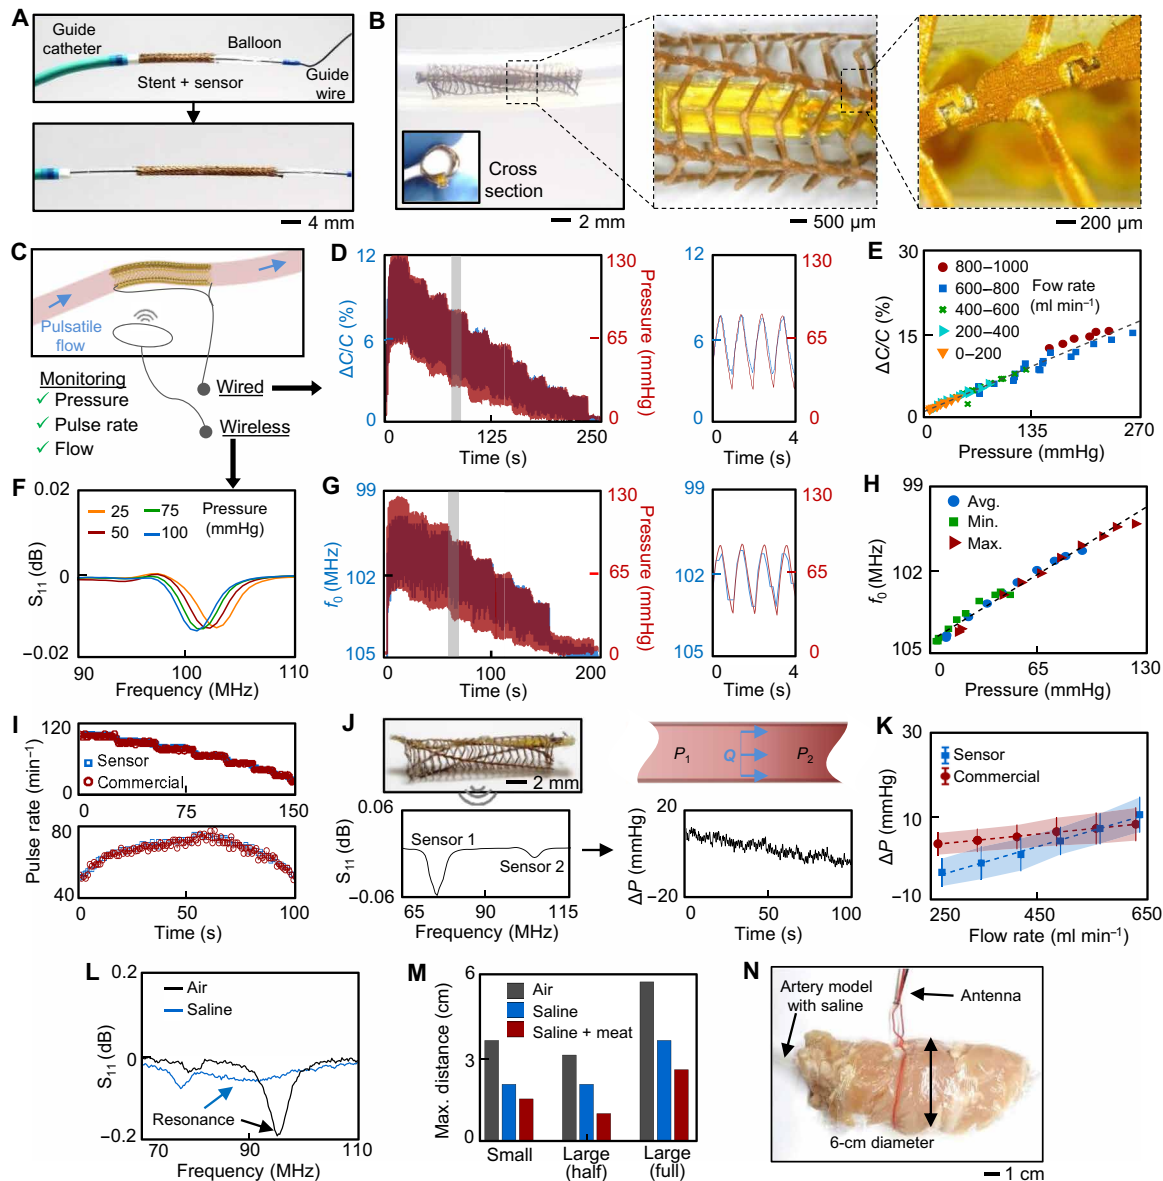 A
Guide
catheter
Balloon
Stent + sensor
Guide
wire
4 mm
B
Cross
section
2 mm
500 µm
200 µm
C
Pulsatile
flow
Monitoring
✓ Pressure
✓ Pulse rate
✓ Flow
Wired
Wireless
D
12
6
0
ΔC/C (%)
130
65
0
Pressure (mmHg)
0 125 250
Time (s)
12
6
0
130
65
0
0 4
Time (s)
E
30
15
0
ΔC/C (%)
800–1000
600–800
400–600
200–400
0–200
Fow rate
(ml min⁻¹)
0 135 270
Pressure (mmHg)
F
0.02
0
−0.02
S₁₁ (dB)
25 75
50 100
Pressure
(mmHg)
90 100 110
Frequency (MHz)
G
99
102
105
f₀ (MHz)
130
65
0
Pressure (mmHg)
0 100 200
Time (s)
99
102
105
130
65
0
0 4
Time (s)
H
99
102
105
f₀ (MHz)
Avg.
Min.
Max.
0 65 130
Pressure (mmHg)
I
120
0
Sensor
Commercial
0 75 150
80
40
Pulse rate (min⁻¹)
0 50 100
Time (s)
J
2 mm
0.06
−0.06
S₁₁ (dB)
Sensor 1
Sensor 2
65 90 115
Frequency (MHz)
P₁ Q P₂
20
−20
ΔP (mmHg)
0 50 100
Time (s)
K
30
10
−10
ΔP (mmHg)
Sensor
Commercial
250 450 650
Flow rate (ml min⁻¹)
L
0.2
0
−0.2
S₁₁ (dB)
Air
Saline
Resonance
70 90 110
Frequency (MHz)
M
6
3
0
Max. distance (cm)
Air
Saline
Saline + meat
Small
Large
(half)
Large
(full)
N
Artery model
with saline
Antenna
6-cm diameter
1 cm